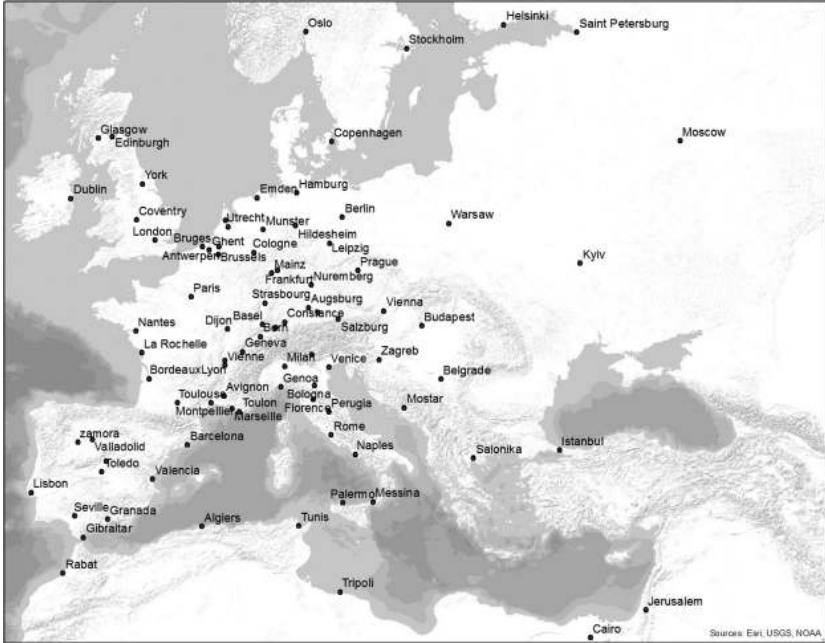 Oslo
Helsinki
Saint Petersburg
Stockholm
Glasgow
Edinburgh
Copenhagen
Moscow
York
Dublin
Emden
Hamburg
Coventry
Utrecht
Munster
Berlin
Warsaw
London
Bruges
Ghent
Hildesheim
Leipzig
Antwerpen
Brussels
Cologne
Kyiv
Mainz
Prague
Frankfurt
Nuremberg
Paris
Strasbourg
Augsburg
Nantes
Dijon
Basel
Constance
Vienna
Bern
Salzburg
Budapest
La Rochelle
Geneva
Vienne
Milan
Venice
Zagreb
Bordeaux
Lyon
Genoa
Belgrade
Toulouse
Avignon
Bologna
Montpellier
Toulon
Florence
Perugia
Mostar
Marseille
zamora
Valladolid
Barcelona
Rome
Naples
Salonika
Istanbul
Toledo
Valencia
Lisbon
Palermo
Messina
Seville
Granada
Algiers
Tunis
Gibraltar
Rabat
Tripoli
Jerusalem
Cairo
Sources: Esri, USGS, NOAA